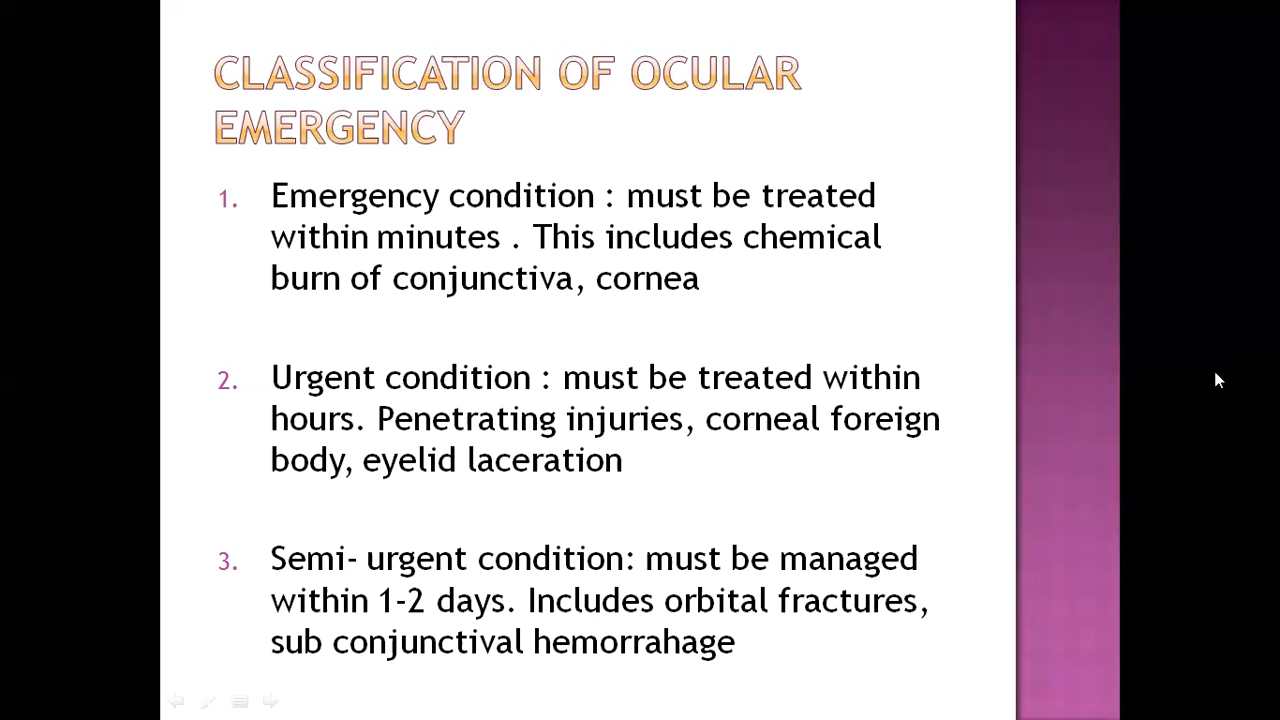 CLASSIFICATION OF OCULAR
EMERGENCY
1. Emergency condition : must be treated
within minutes . This includes chemical
burn of conjunctiva, cornea
2. Urgent condition : must be treated within
hours. Penetrating injuries, corneal foreign
body, eyelid laceration
3. Semi- urgent condition: must be managed
within 1-2 days. Includes orbital fractures,
sub conjunctival hemorrahage